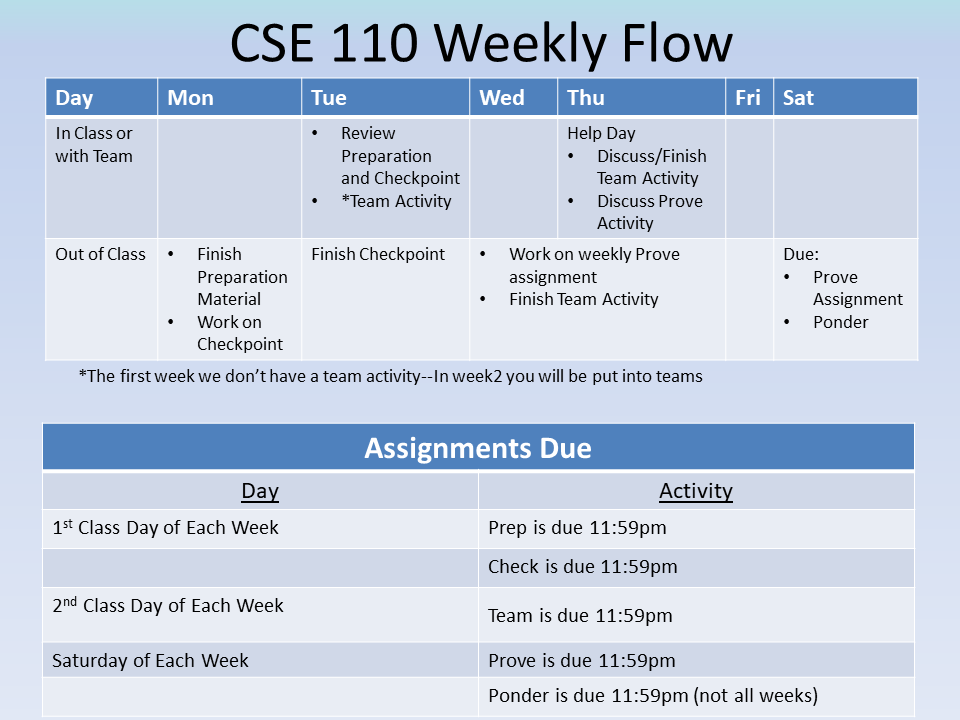 CSE 110 Weekly Flow
Day Mon Tue Wed Thu Fri Sat
In Class or
with Team
• Review
Preparation
and Checkpoint
• *Team Activity
Help Day
• Discuss/Finish
Team Activity
• Discuss Prove
Activity
Out of Class
• Finish
Preparation
Material
• Work on
Checkpoint
Finish Checkpoint
• Work on weekly Prove
assignment
• Finish Team Activity
Due:
• Prove
Assignment
• Ponder
*The first week we don’t have a team activity--In week2 you will be put into teams
Assignments Due
Day Activity
1st Class Day of Each Week Prep is due 11:59pm
Check is due 11:59pm
2nd Class Day of Each Week Team is due 11:59pm
Saturday of Each Week Prove is due 11:59pm
Ponder is due 11:59pm (not all weeks)